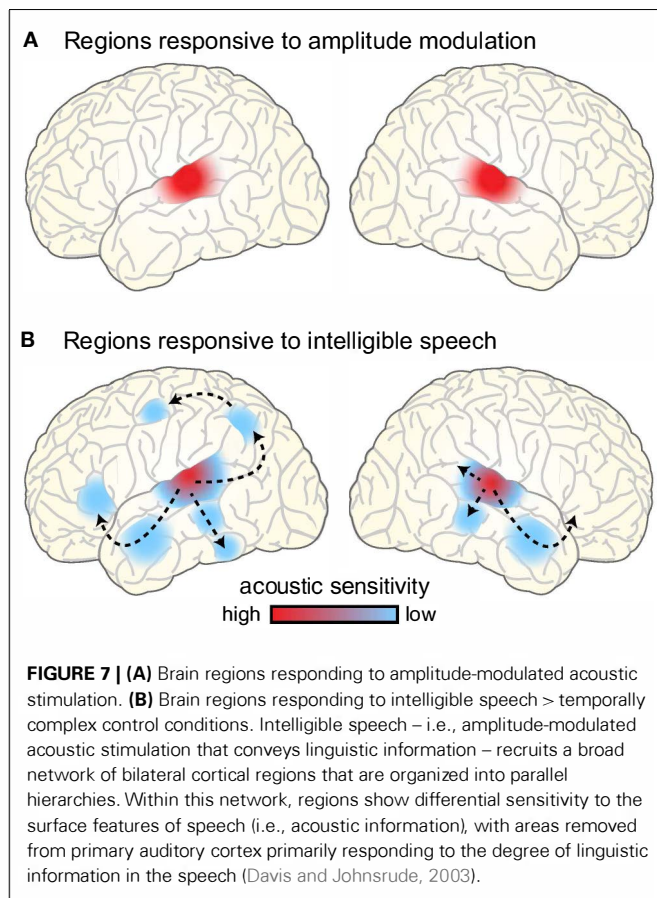 A Regions responsive to amplitude modulation
B Regions responsive to intelligible speech
acoustic sensitivity
high low
FIGURE 7 | (A) Brain regions responding to amplitude-modulated acoustic
stimulation. (B) Brain regions responding to intelligible speech > temporally
complex control conditions. Intelligible speech – i.e., amplitude-modulated
acoustic stimulation that conveys linguistic information – recruits a broad
network of bilateral cortical regions that are organized into parallel
hierarchies. Within this network, regions show differential sensitivity to the
surface features of speech (i.e., acoustic information), with areas removed
from primary auditory cortex primarily responding to the degree of linguistic
information in the speech (Davis and Johnsrude, 2003).